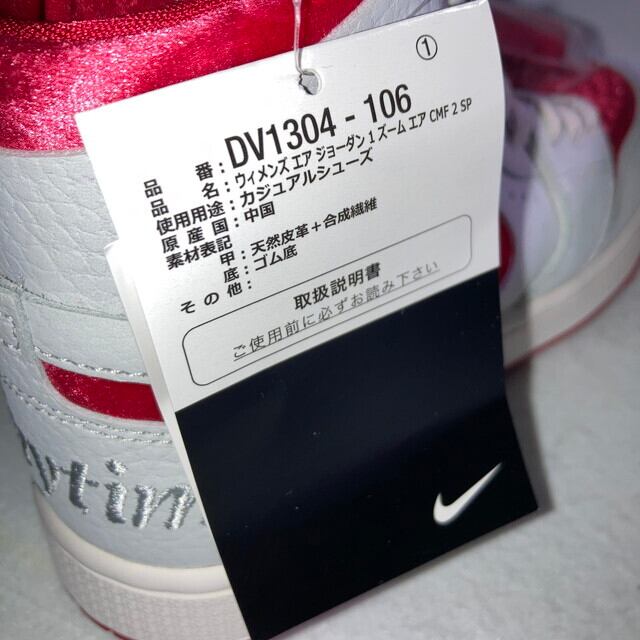 ①
品 番：DV1304 - 106
品 名：ウィメンズ エア ジョーダン 1 ズーム エア CMF 2 SP
使用用途：カジュアルシューズ
原 産 国：中国
素材表記：
甲：天然皮革＋合成繊維
底：ゴム底
そ の 他：
取扱説明書
ご使用前に必ずお読み下さい